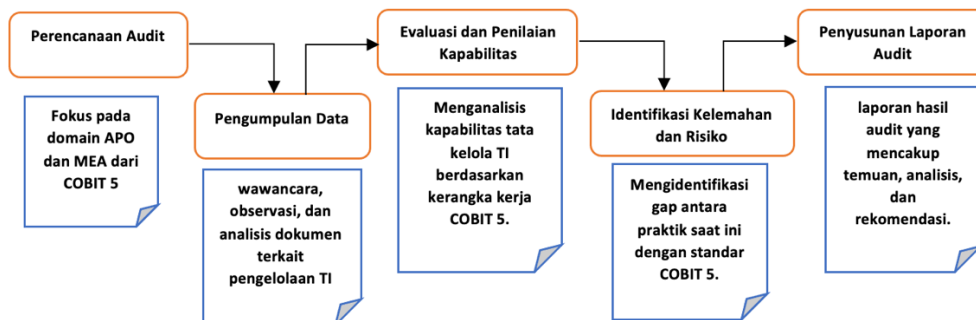 Perencanaan Audit
Fokus pada
domain APO
dan MEA dari
COBIT 5
Pengumpulan Data
wawancara,
observasi, dan
analisis dokumen
terkait
pengelolaan TI
Evaluasi dan Penilaian
Kapabilitas
Menganalisis
kapabilitas tata
kelola TI
berdasarkan
kerangka kerja
COBIT 5.
Identifikasi Kelemahan
dan Risiko
Mengidentifikasi
gap antara
praktik saat ini
dengan standar
COBIT 5.
Penyusunan Laporan
Audit
laporan hasil
audit yang
mencakup
temuan, analisis,
dan
rekomendasi.